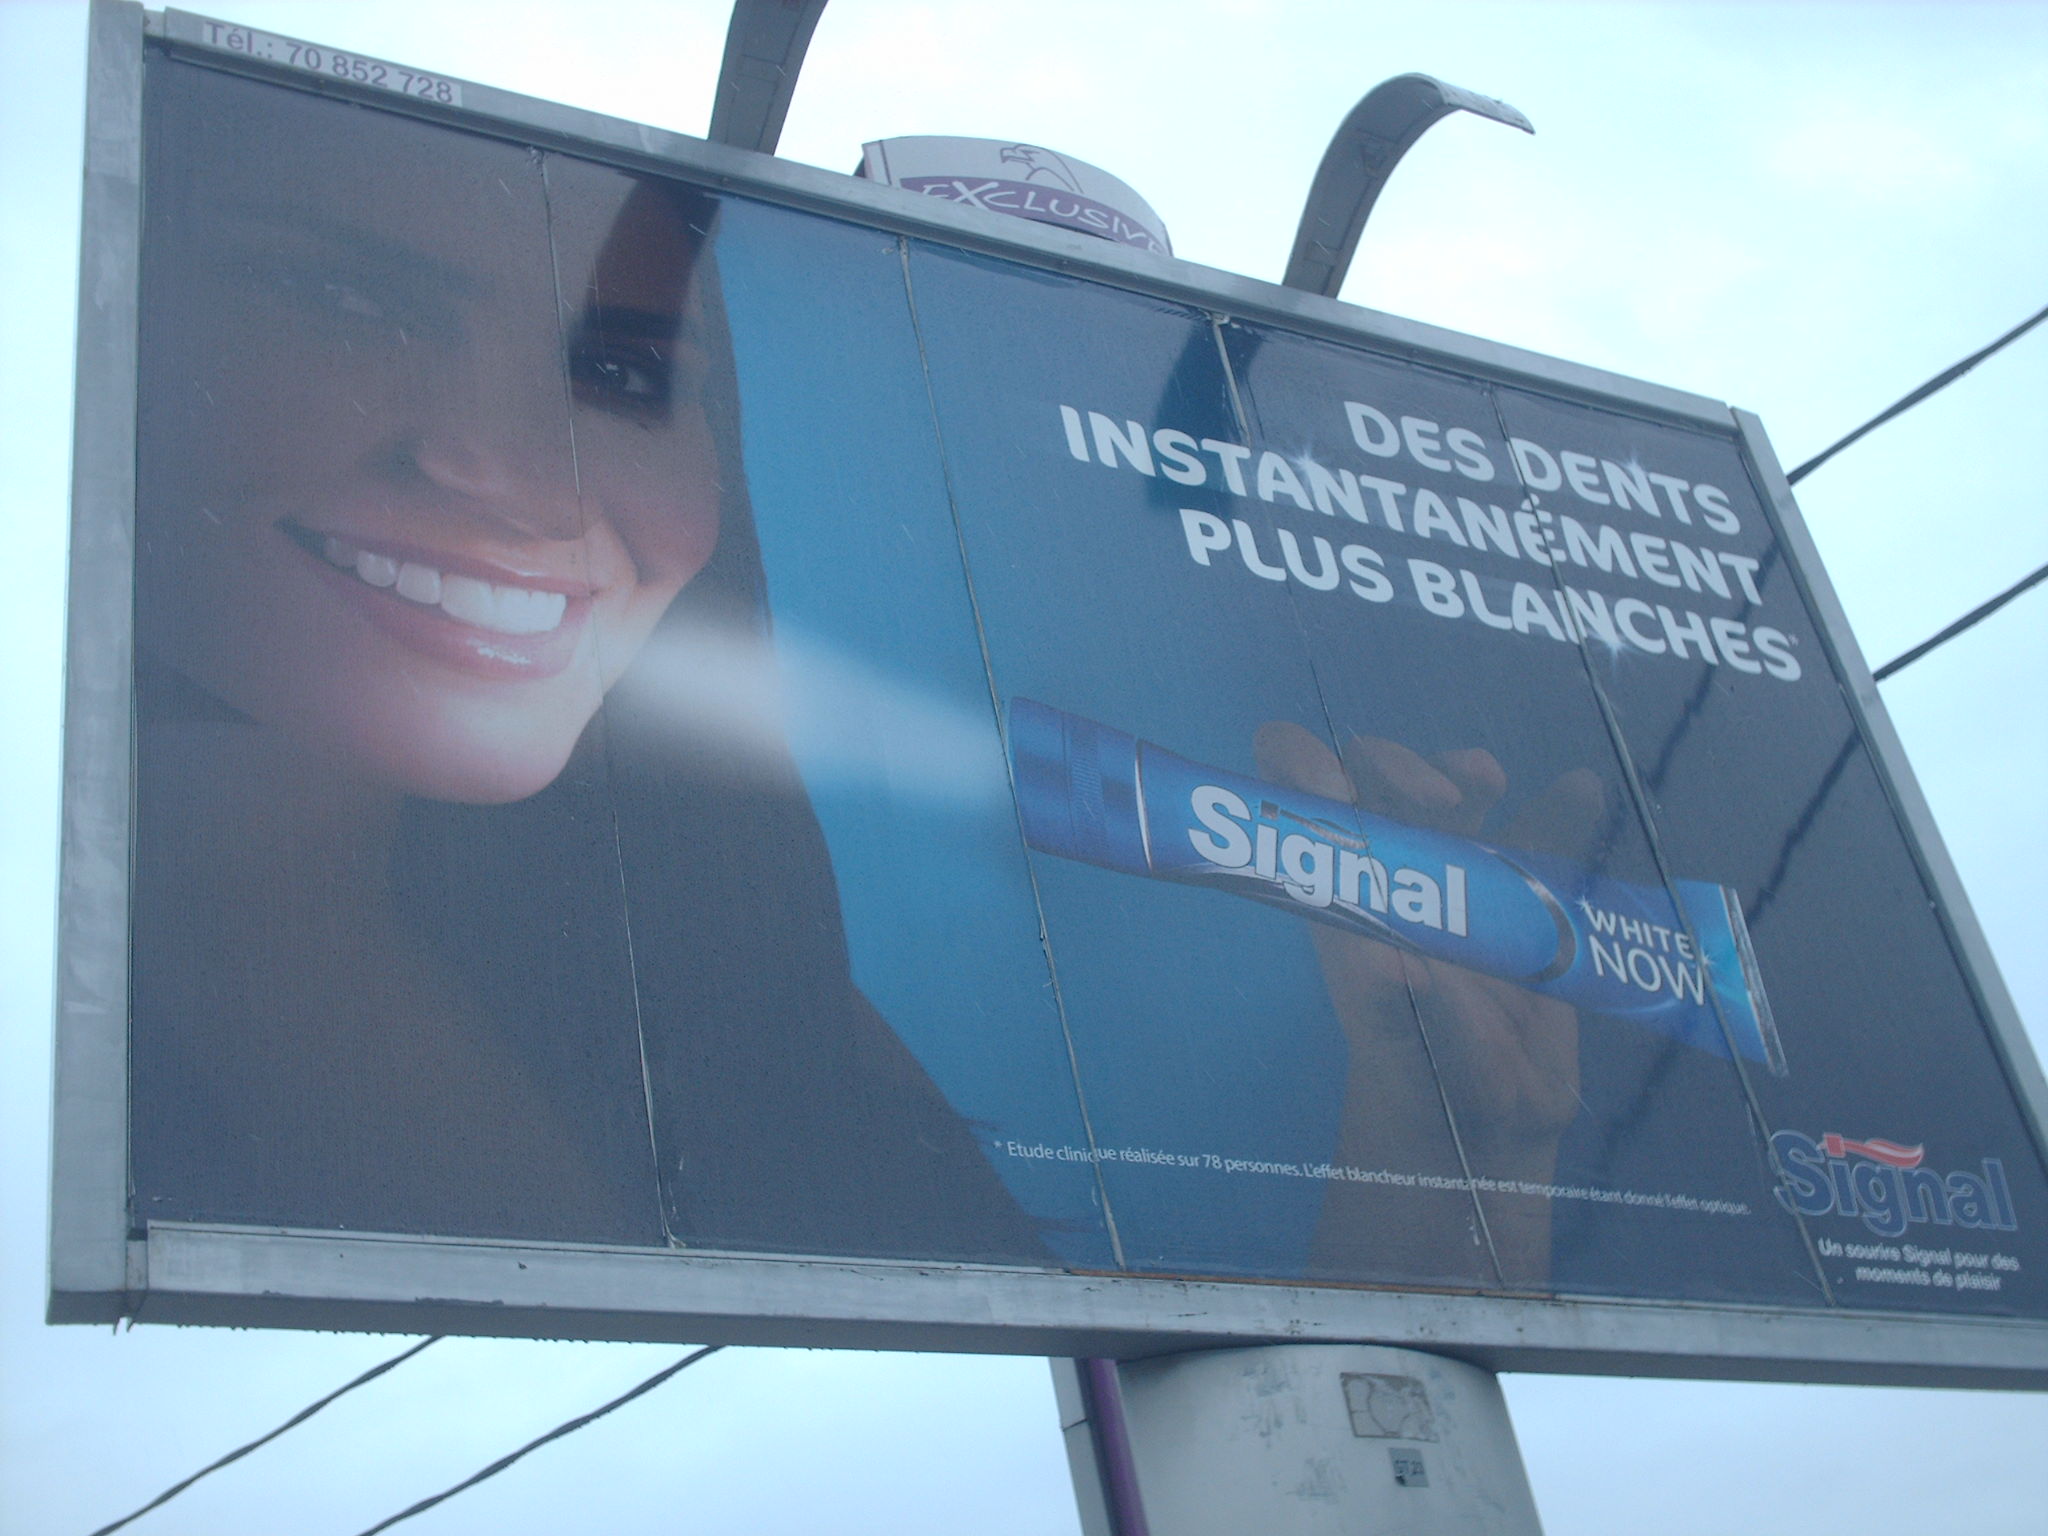 Tél.: 70 852 728
EXCLUSIVE
DES DENTS
INSTANTANÉMENT
PLUS BLANCHES*
Signal
WHITE
NOW
* Etude clinique réalisée sur 78 personnes. L'effet blancheur instantanée est temporaire étant donné l'effet optique.
Signal
Un sourire Signal pour des
moments de plaisir